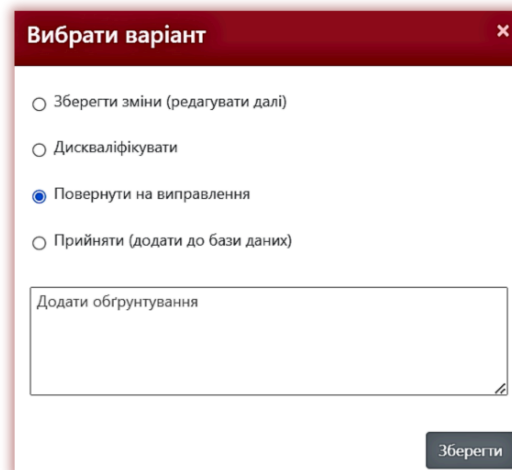 Вибрати варіант
Зберегти зміни (редагувати далі)
Дискваліфікувати
Повернути на виправлення
Прийняти (додати до бази даних)
Додати обґрунтування
Зберегти